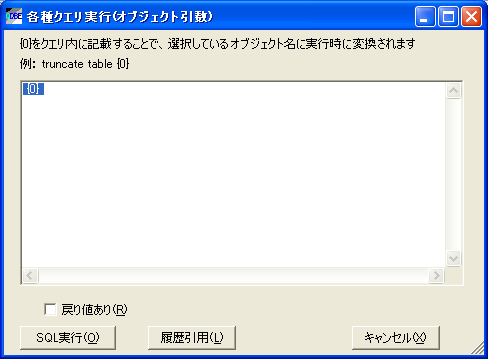 DBE 各種クエリ実行(オブジェクト引数)
{0}をクエリ内に記載することで、選択しているオブジェクト名に実行時に変換されます
例: truncate table {0}
{0}
戻り値あり(R)
SQL実行(O) 履歴引用(L) キャンセル(X)